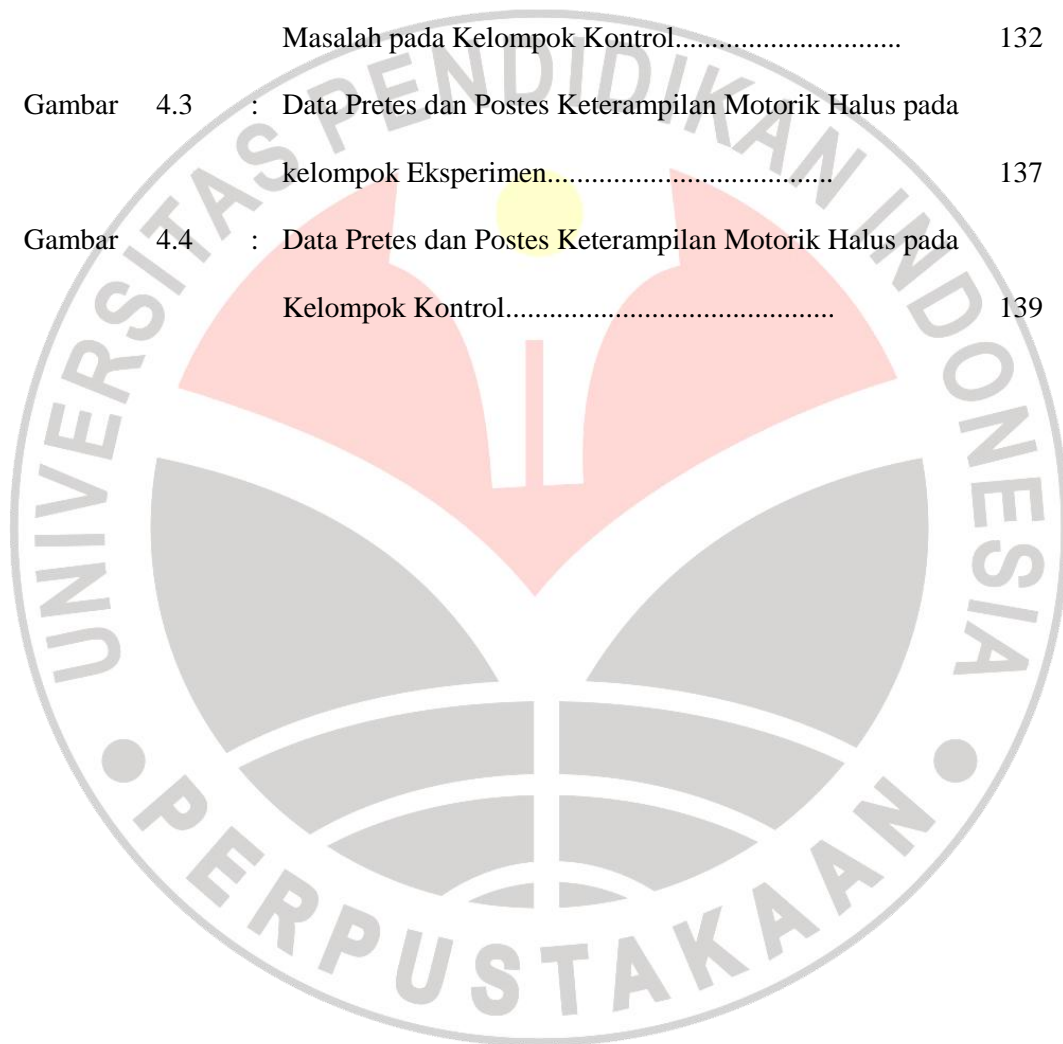 Masalah pada Kelompok Kontrol............................... 132
Gambar 4.3 : Data Pretes dan Postes Keterampilan Motorik Halus pada
kelompok Eksperimen....................................... 137
Gambar 4.4 : Data Pretes dan Postes Keterampilan Motorik Halus pada
Kelompok Kontrol............................................. 139
UNIVERSITAS PENDIDIKAN INDONESIA
PERPUSTAKAAN